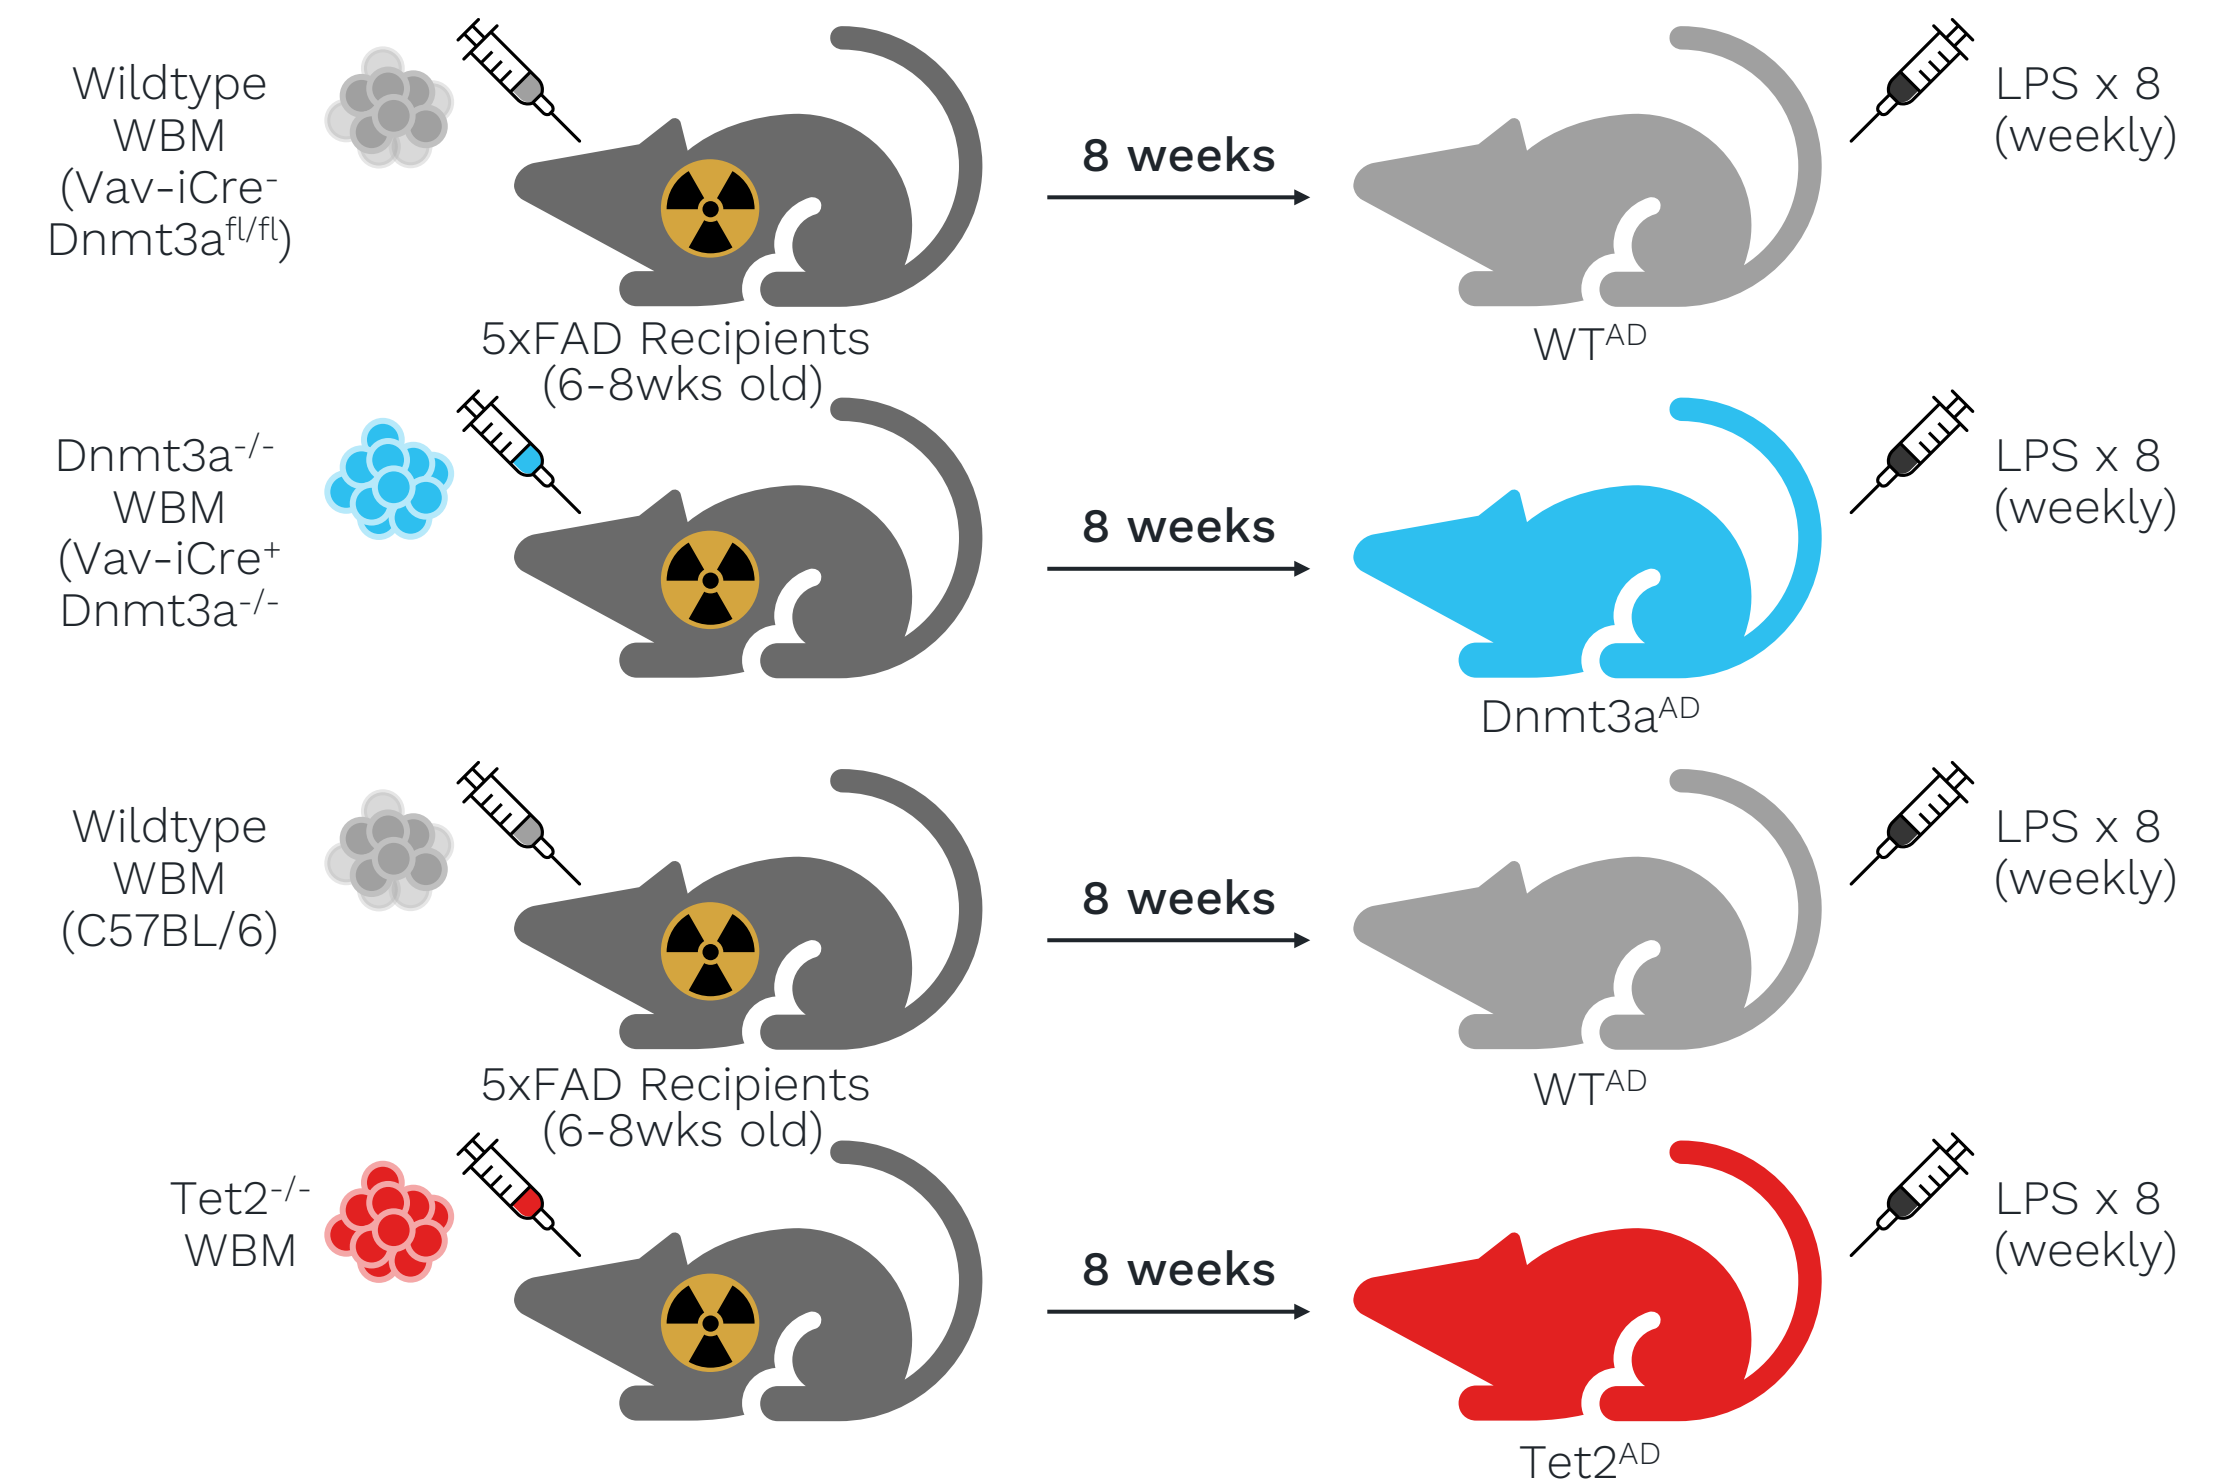 Wildtype
WBM
(Vav-iCre⁻
Dnmt3a^fl/fl)
8 weeks
LPS x 8
(weekly)
5xFAD Recipients
(6-8wks old)
WT^AD
Dnmt3a^-/-
WBM
(Vav-iCre⁺
Dnmt3a^-/-
8 weeks
LPS x 8
(weekly)
Dnmt3a^AD
Wildtype
WBM
(C57BL/6)
8 weeks
LPS x 8
(weekly)
5xFAD Recipients
(6-8wks old)
WT^AD
Tet2^-/-
WBM
8 weeks
LPS x 8
(weekly)
Tet2^AD